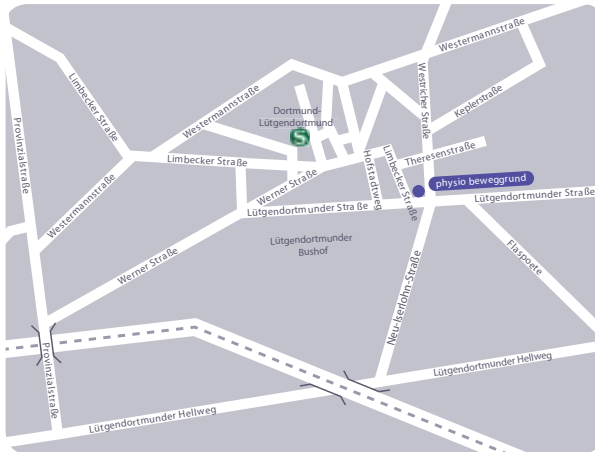 Westermannstraße
Limbecker Straße
Westricher Straße
Keplerstraße
Westermannstraße
Dortmund-
Lütgendortmund
S
Provinzialstraße
Limbecker Straße
Theresenstraße
Hofstadtweg
Limbecker Straße
physio beweggrund
Werner Straße
Westermannstraße
Lütgendortmunder Straße
Lütgendortmunder Straße
Lütgendortmunder
Bushof
Werner Straße
Flaspoete
Neu-Iserlohn-Straße
Provinzialstraße
Lütgendortmunder Hellweg
Lütgendortmunder Hellweg